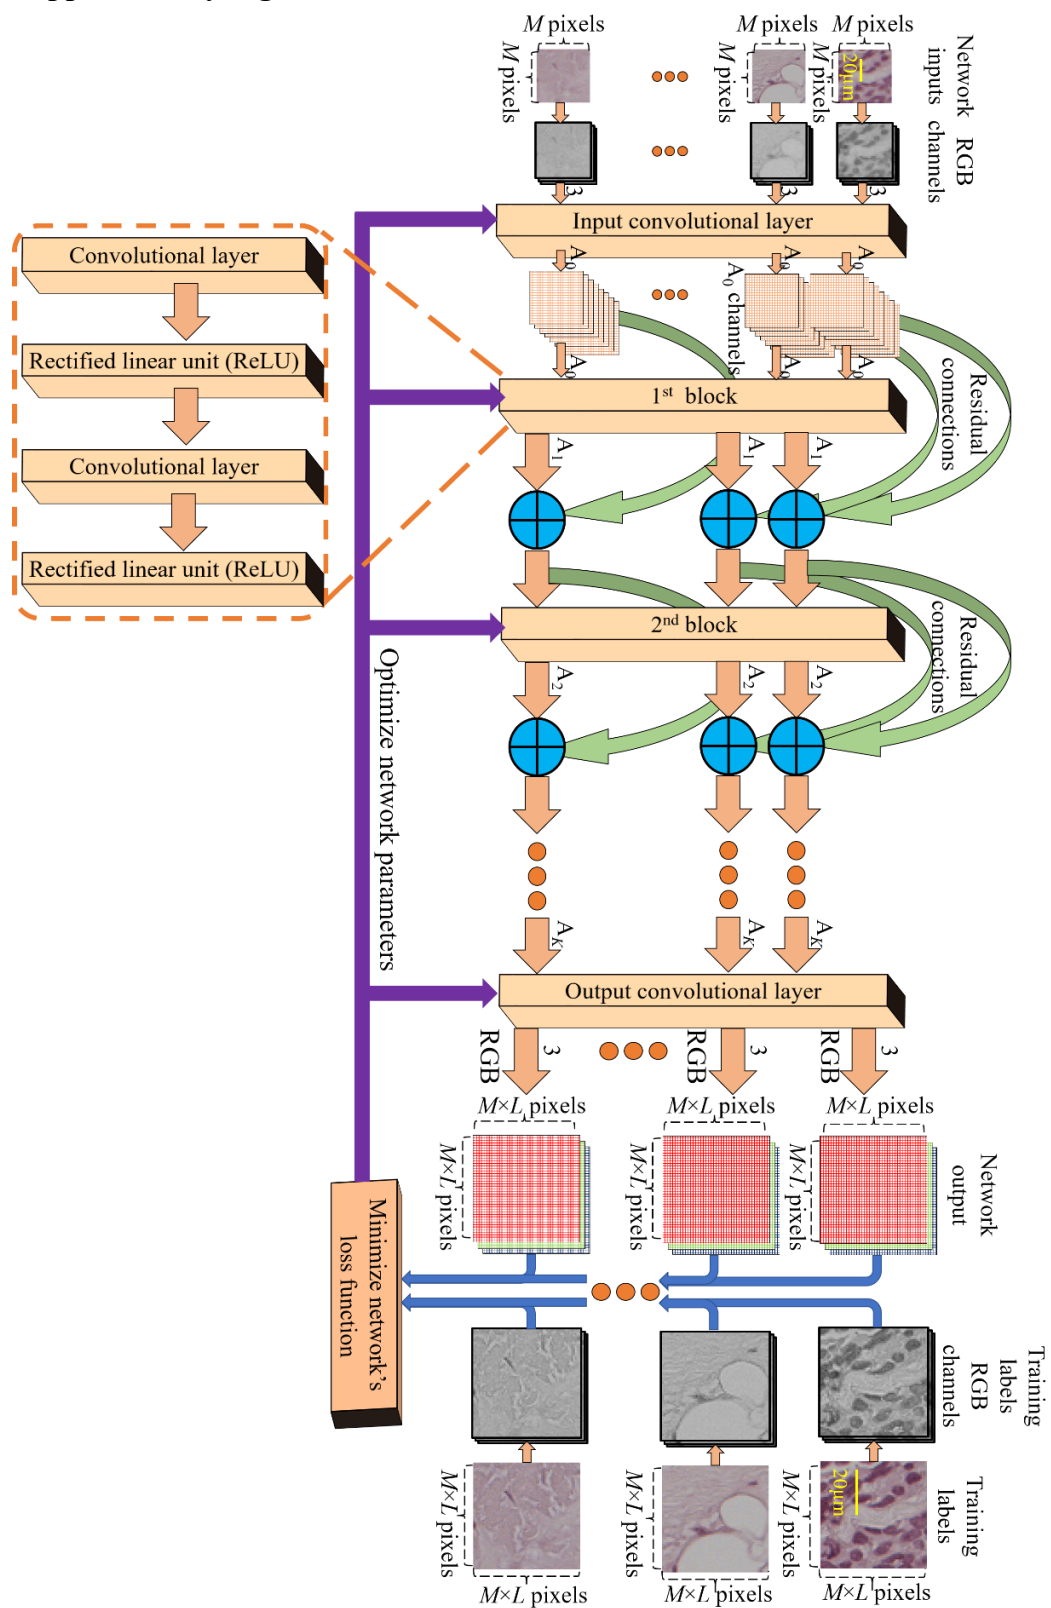 M pixels
M pixels
M pixels
M pixels
M pixels
M pixels
20μm
Network
inputs
RGB
channels
3
3
3
Input convolutional layer
A0
A0
A0
A0 channels
A0
A0
A0
1st block
Residual
connections
A1
A1
A1
2nd block
Residual
connections
A2
A2
A2
AK
AK
AK
Output convolutional layer
3
RGB
3
RGB
3
RGB
Convolutional layer
Rectified linear unit (ReLU)
Convolutional layer
Rectified linear unit (ReLU)
Optimize network parameters
M×L pixels
M×L pixels
M×L pixels
M×L pixels
M×L pixels
M×L pixels
Network
output
Minimize network's
loss function
Training
labels
RGB
channels
20μm
Training
labels
M×L pixels
M×L pixels
M×L pixels
M×L pixels
M×L pixels
M×L pixels